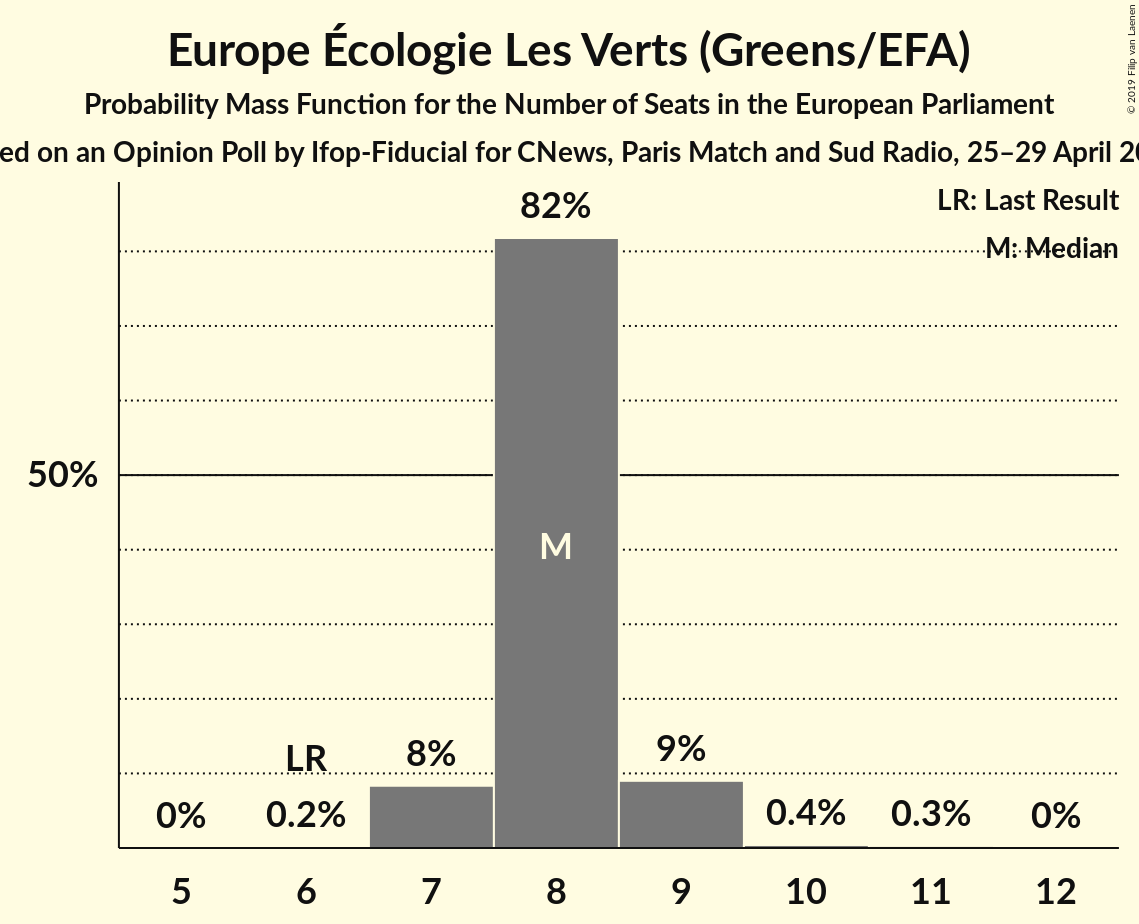 Europe Écologie Les Verts (Greens/EFA)
Probability Mass Function for the Number of Seats in the European Parliament
on an Opinion Poll by Ifop-Fiducial for CNews, Paris Match and Sud Radio, 25–29 April
© 2019 Filip van Laenen
LR: Last Result
M: Median
82%
50%
M
LR
8%
9%
0%
0.2%
0.4%
0.3%
0%
5 6 7 8 9 10 11 12